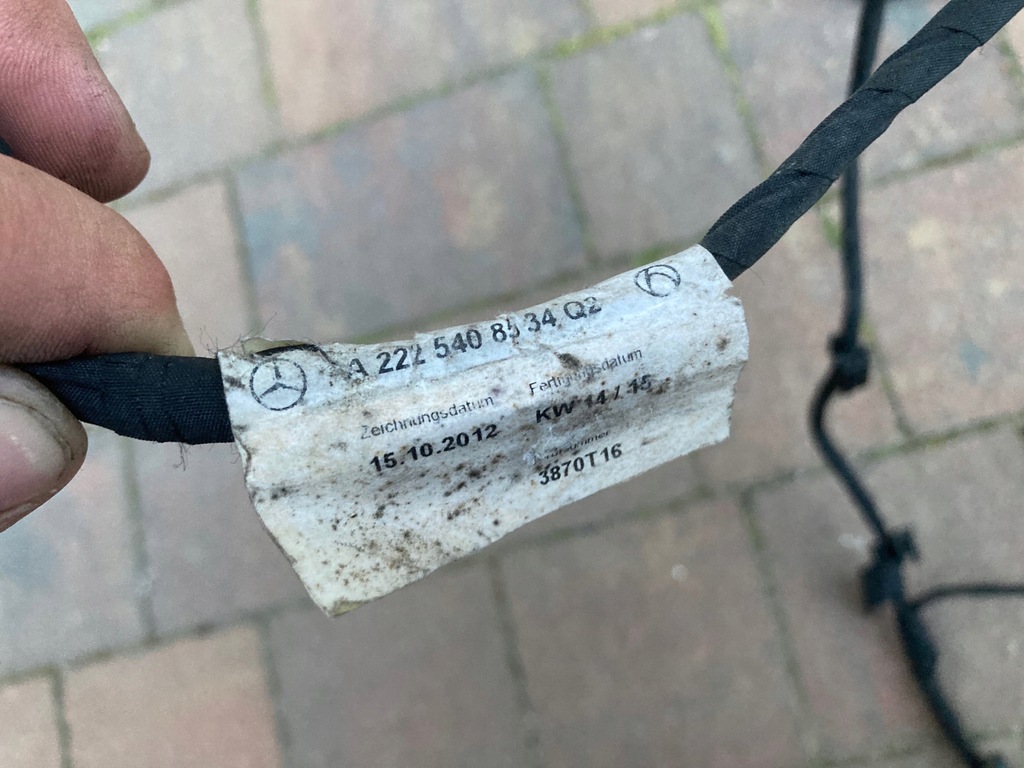 A 222 540 85 34 Q2
Zeichnungsdatum Fertigungsdatum
15.10.2012 KW 14 / 15
3870T16